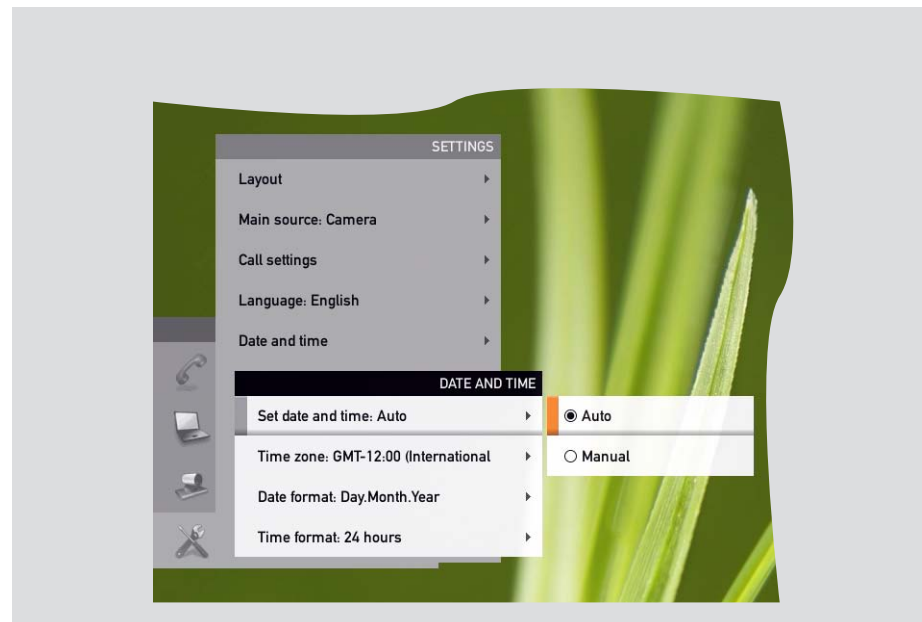 SETTINGS
Layout
Main source: Camera
Call settings
Language: English
Date and time
DATE AND TIME
Set date and time: Auto
Auto
Time zone: GMT-12:00 (International
Manual
Date format: Day.Month.Year
Time format: 24 hours